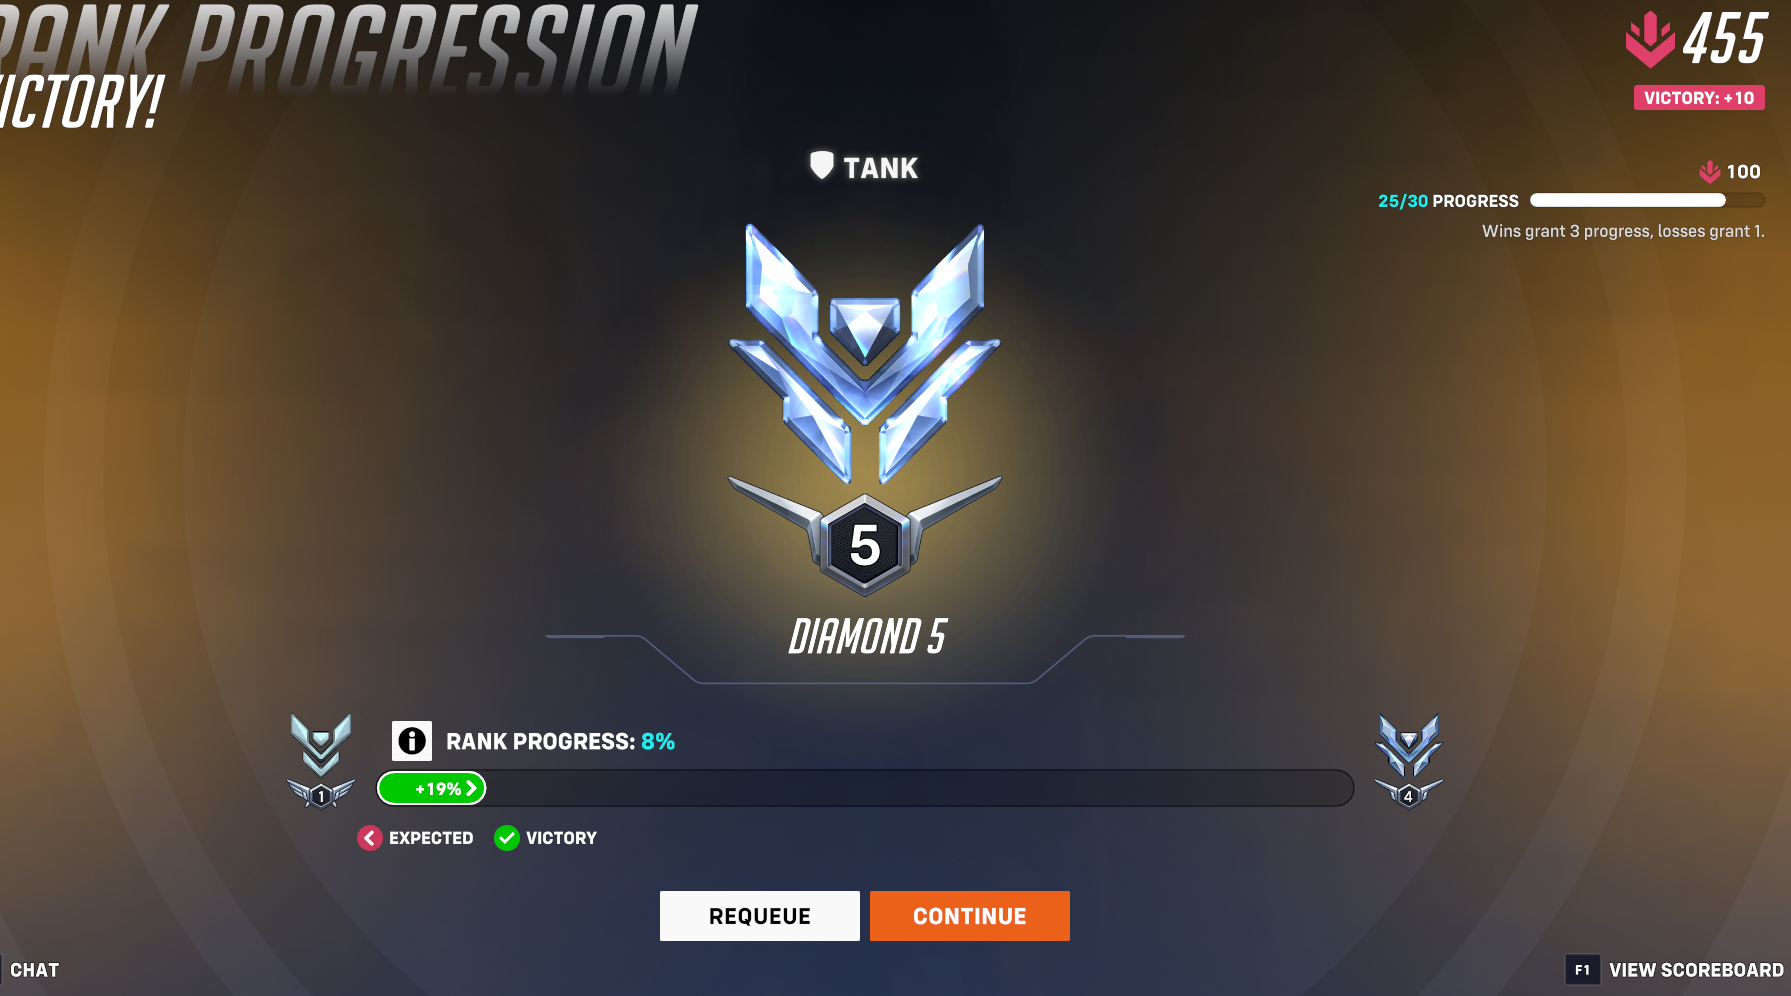 RANK PROGRESSION
VICTORY!
455
VICTORY: +10
TANK
100
25/30 PROGRESS
Wins grant 3 progress, losses grant 1.
5
DIAMOND 5
RANK PROGRESS: 8%
1
+19%
4
EXPECTED VICTORY
REQUEUE CONTINUE
CHAT
F1 VIEW SCOREBOARD